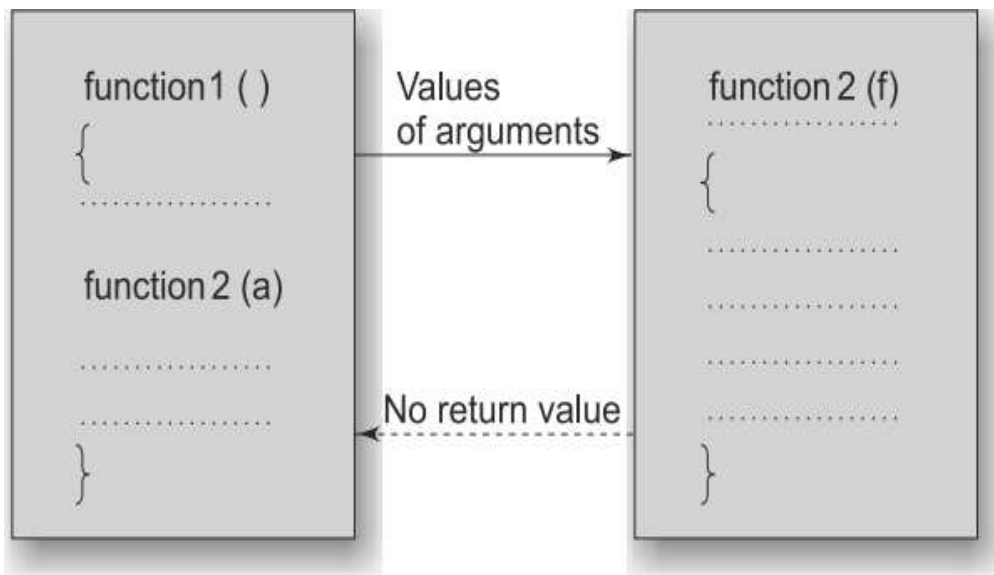 function1 ( )
{
..................
function2 (a)
..................
..................
}
Values
of arguments
No return value
function2 (f)
..................
{
..................
..................
..................
..................
}